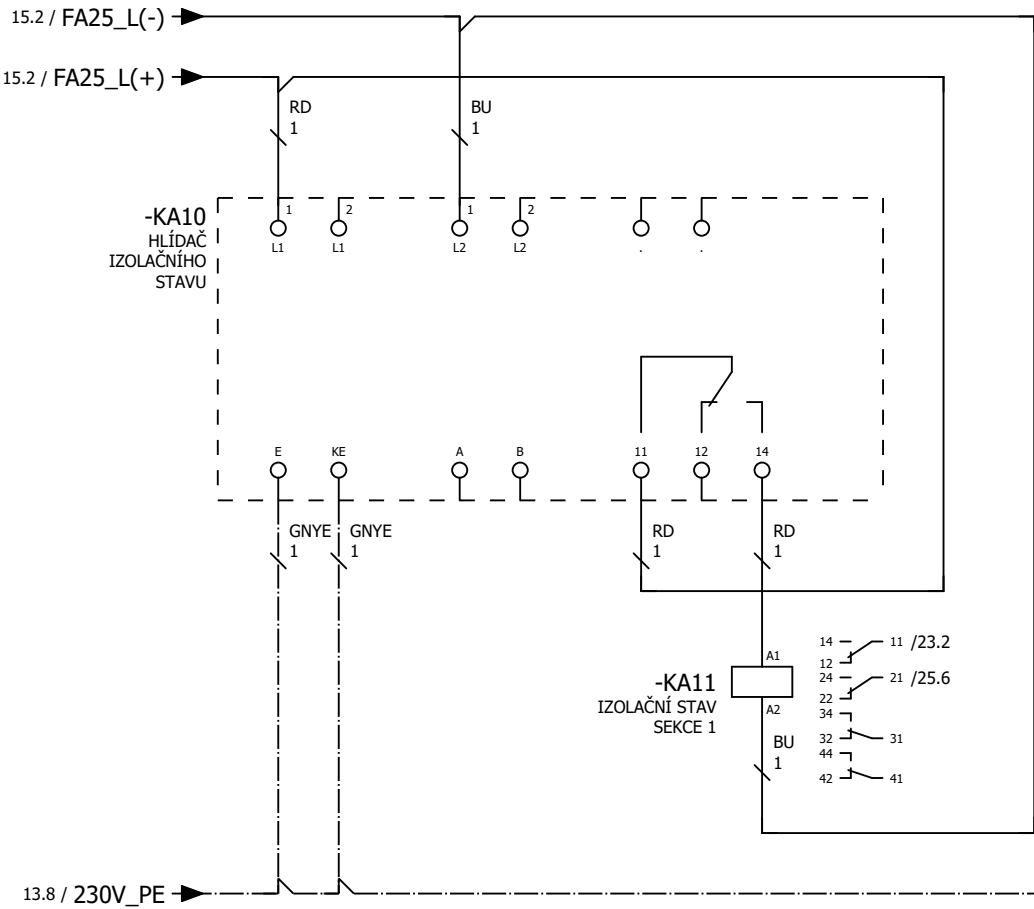 15.2 / FA25_L(-)
15.2 / FA25_L(+)
RD
1
BU
1
-KA10
HLÍDAČ
IZOLAČNÍHO
STAVU
1 2 1 2
L1 L1 L2 L2 . .
E KE A B 11 12 14
GNYE
1
GNYE
1
RD
1
RD
1
-KA11
IZOLAČNÍ STAV
SEKCE 1
A1
A2
BU
1
14 11 /23.2
12
24 21 /25.6
22
34
32 31
44
42 41
13.8 / 230V_PE